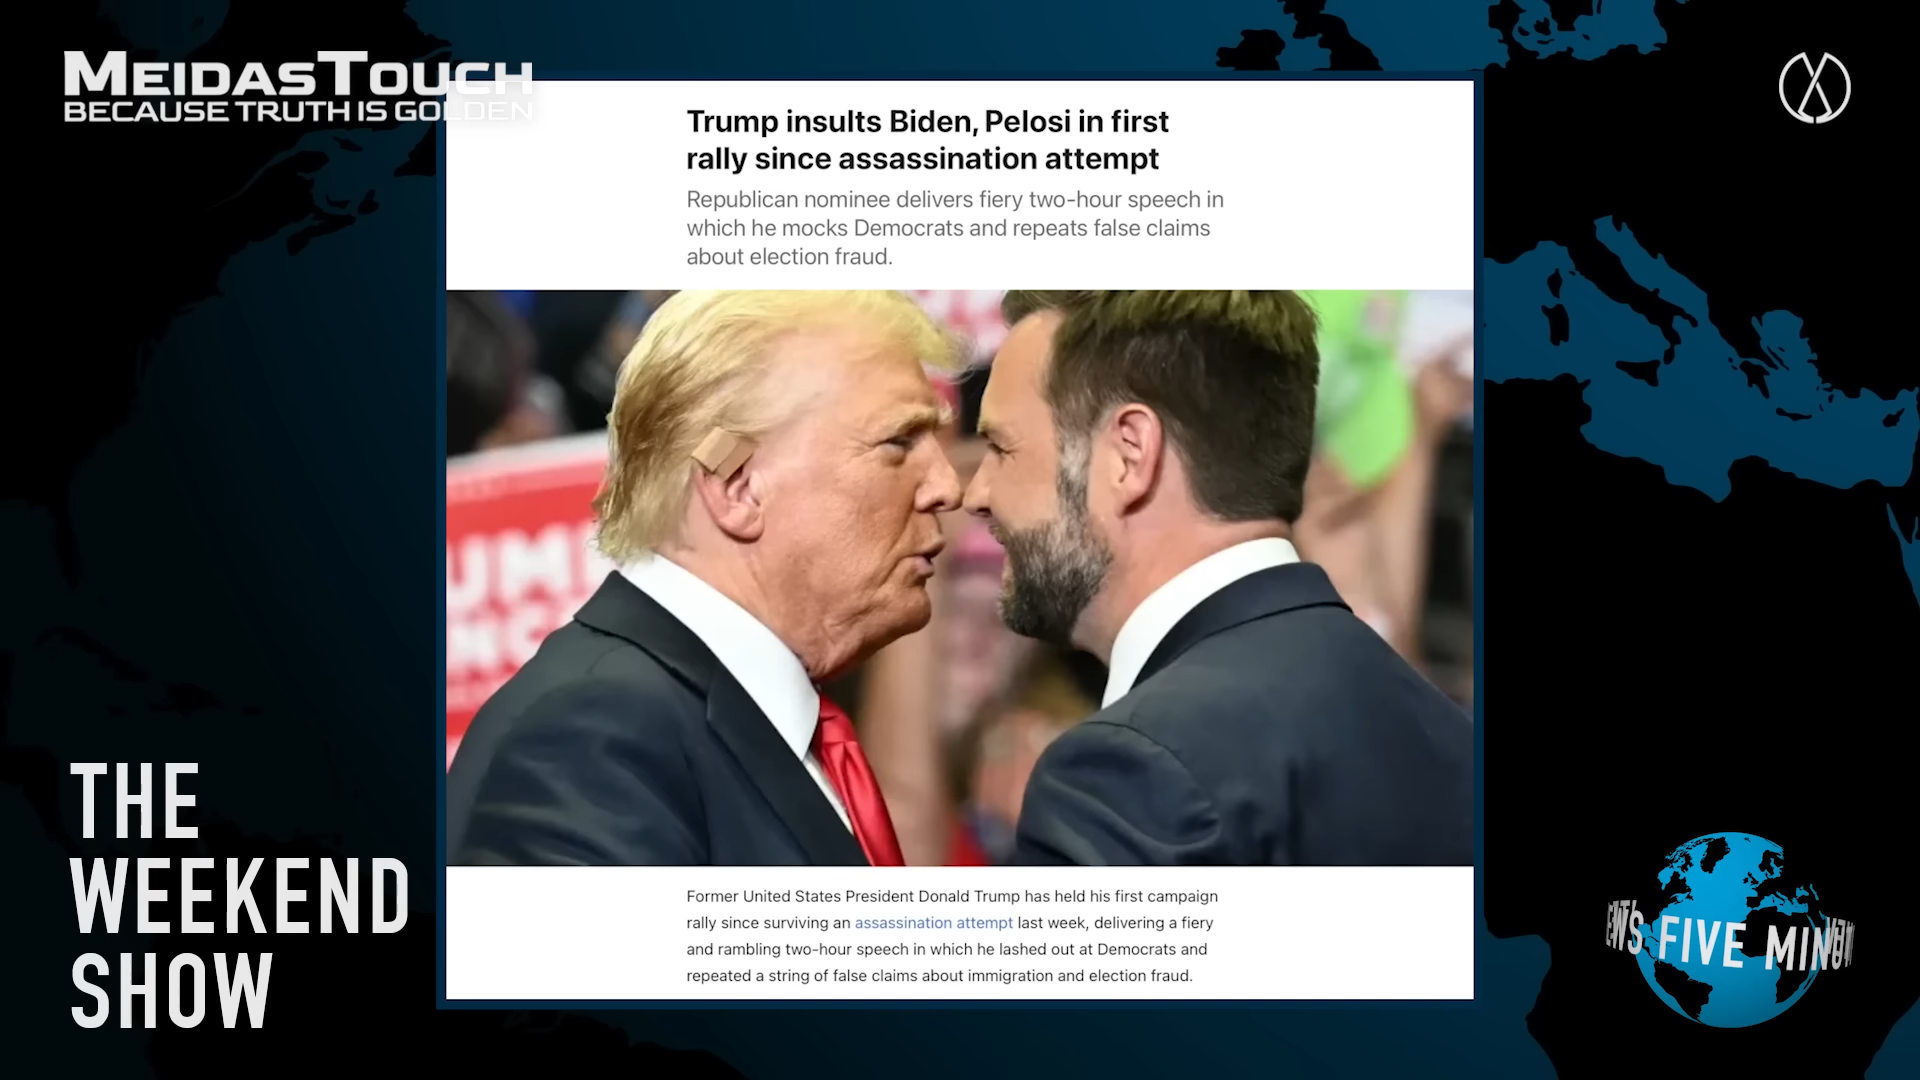 MEIDASTOUCH
BECAUSE TRUTH IS GOLDEN
Trump insults Biden, Pelosi in first
rally since assassination attempt
Republican nominee delivers fiery two-hour speech in
which he mocks Democrats and repeats false claims
about election fraud.
Former United States President Donald Trump has held his first campaign
rally since surviving an assassination attempt last week, delivering a fiery
and rambling two-hour speech in which he lashed out at Democrats and
repeated a string of false claims about immigration and election fraud.
THE
WEEKEND
SHOW
FIVE